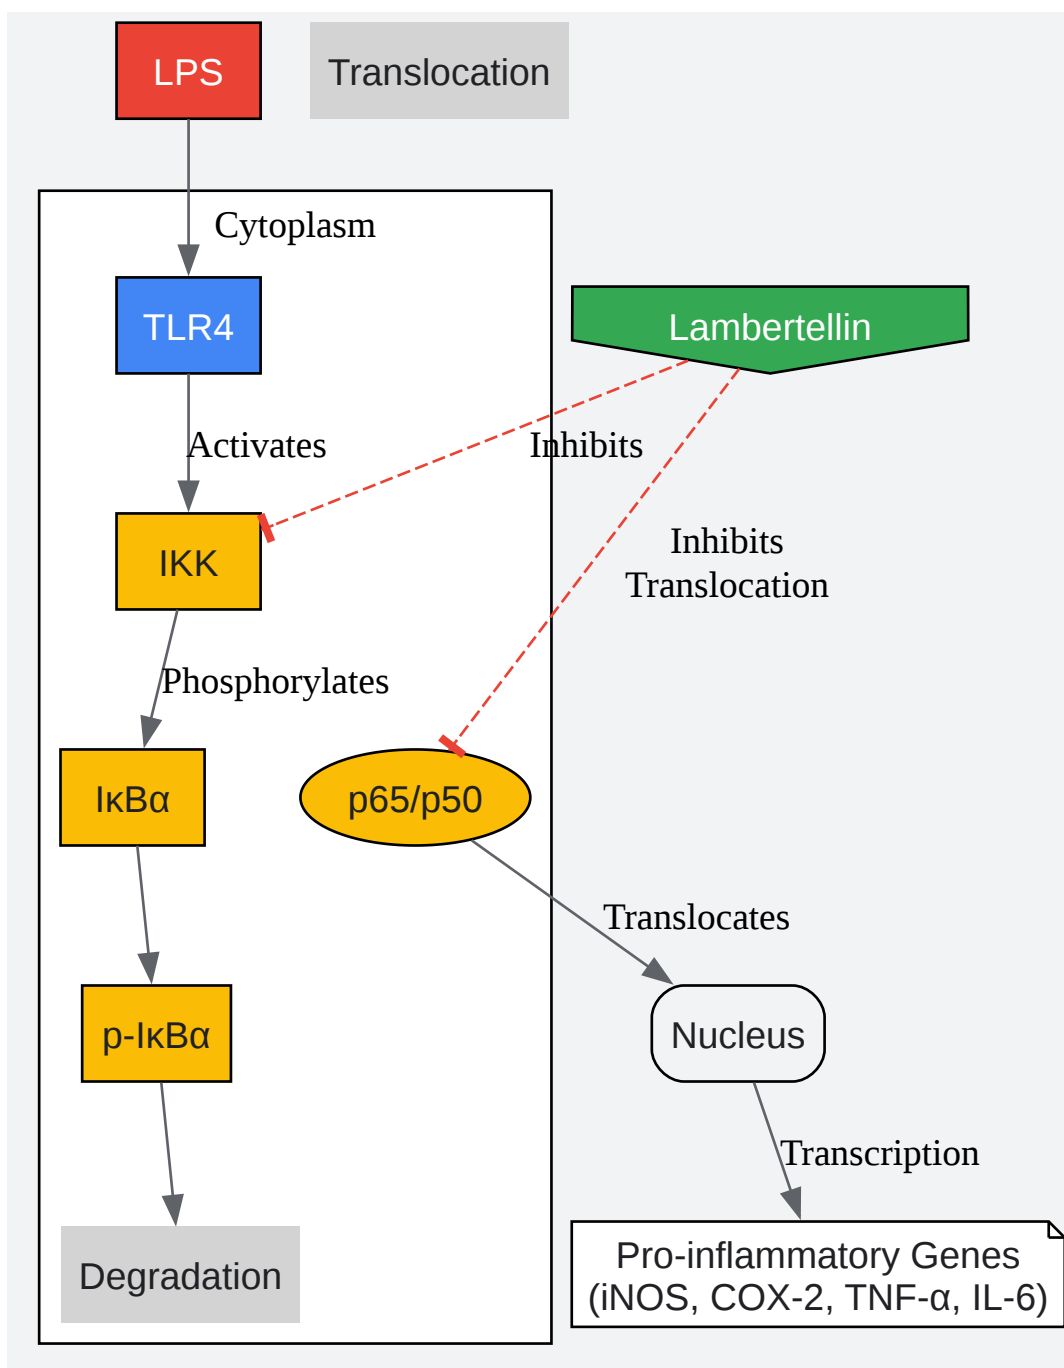 LPS
Translocation
Cytoplasm
TLR4
Lambertellin
Activates
Inhibits
Inhibits
Translocation
IKK
Phosphorylates
IκBα
p65/p50
Translocates
p-IκBα
Nucleus
Transcription
Degradation
Pro-inflammatory Genes
(iNOS, COX-2, TNF-α, IL-6)